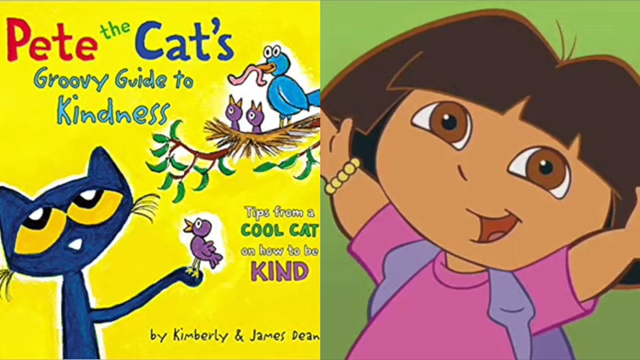 Pete the Cat's
Groovy Guide to
Kindness
Tips from a
COOL CAT
on how to be
KIND
by Kimberly & James Dean